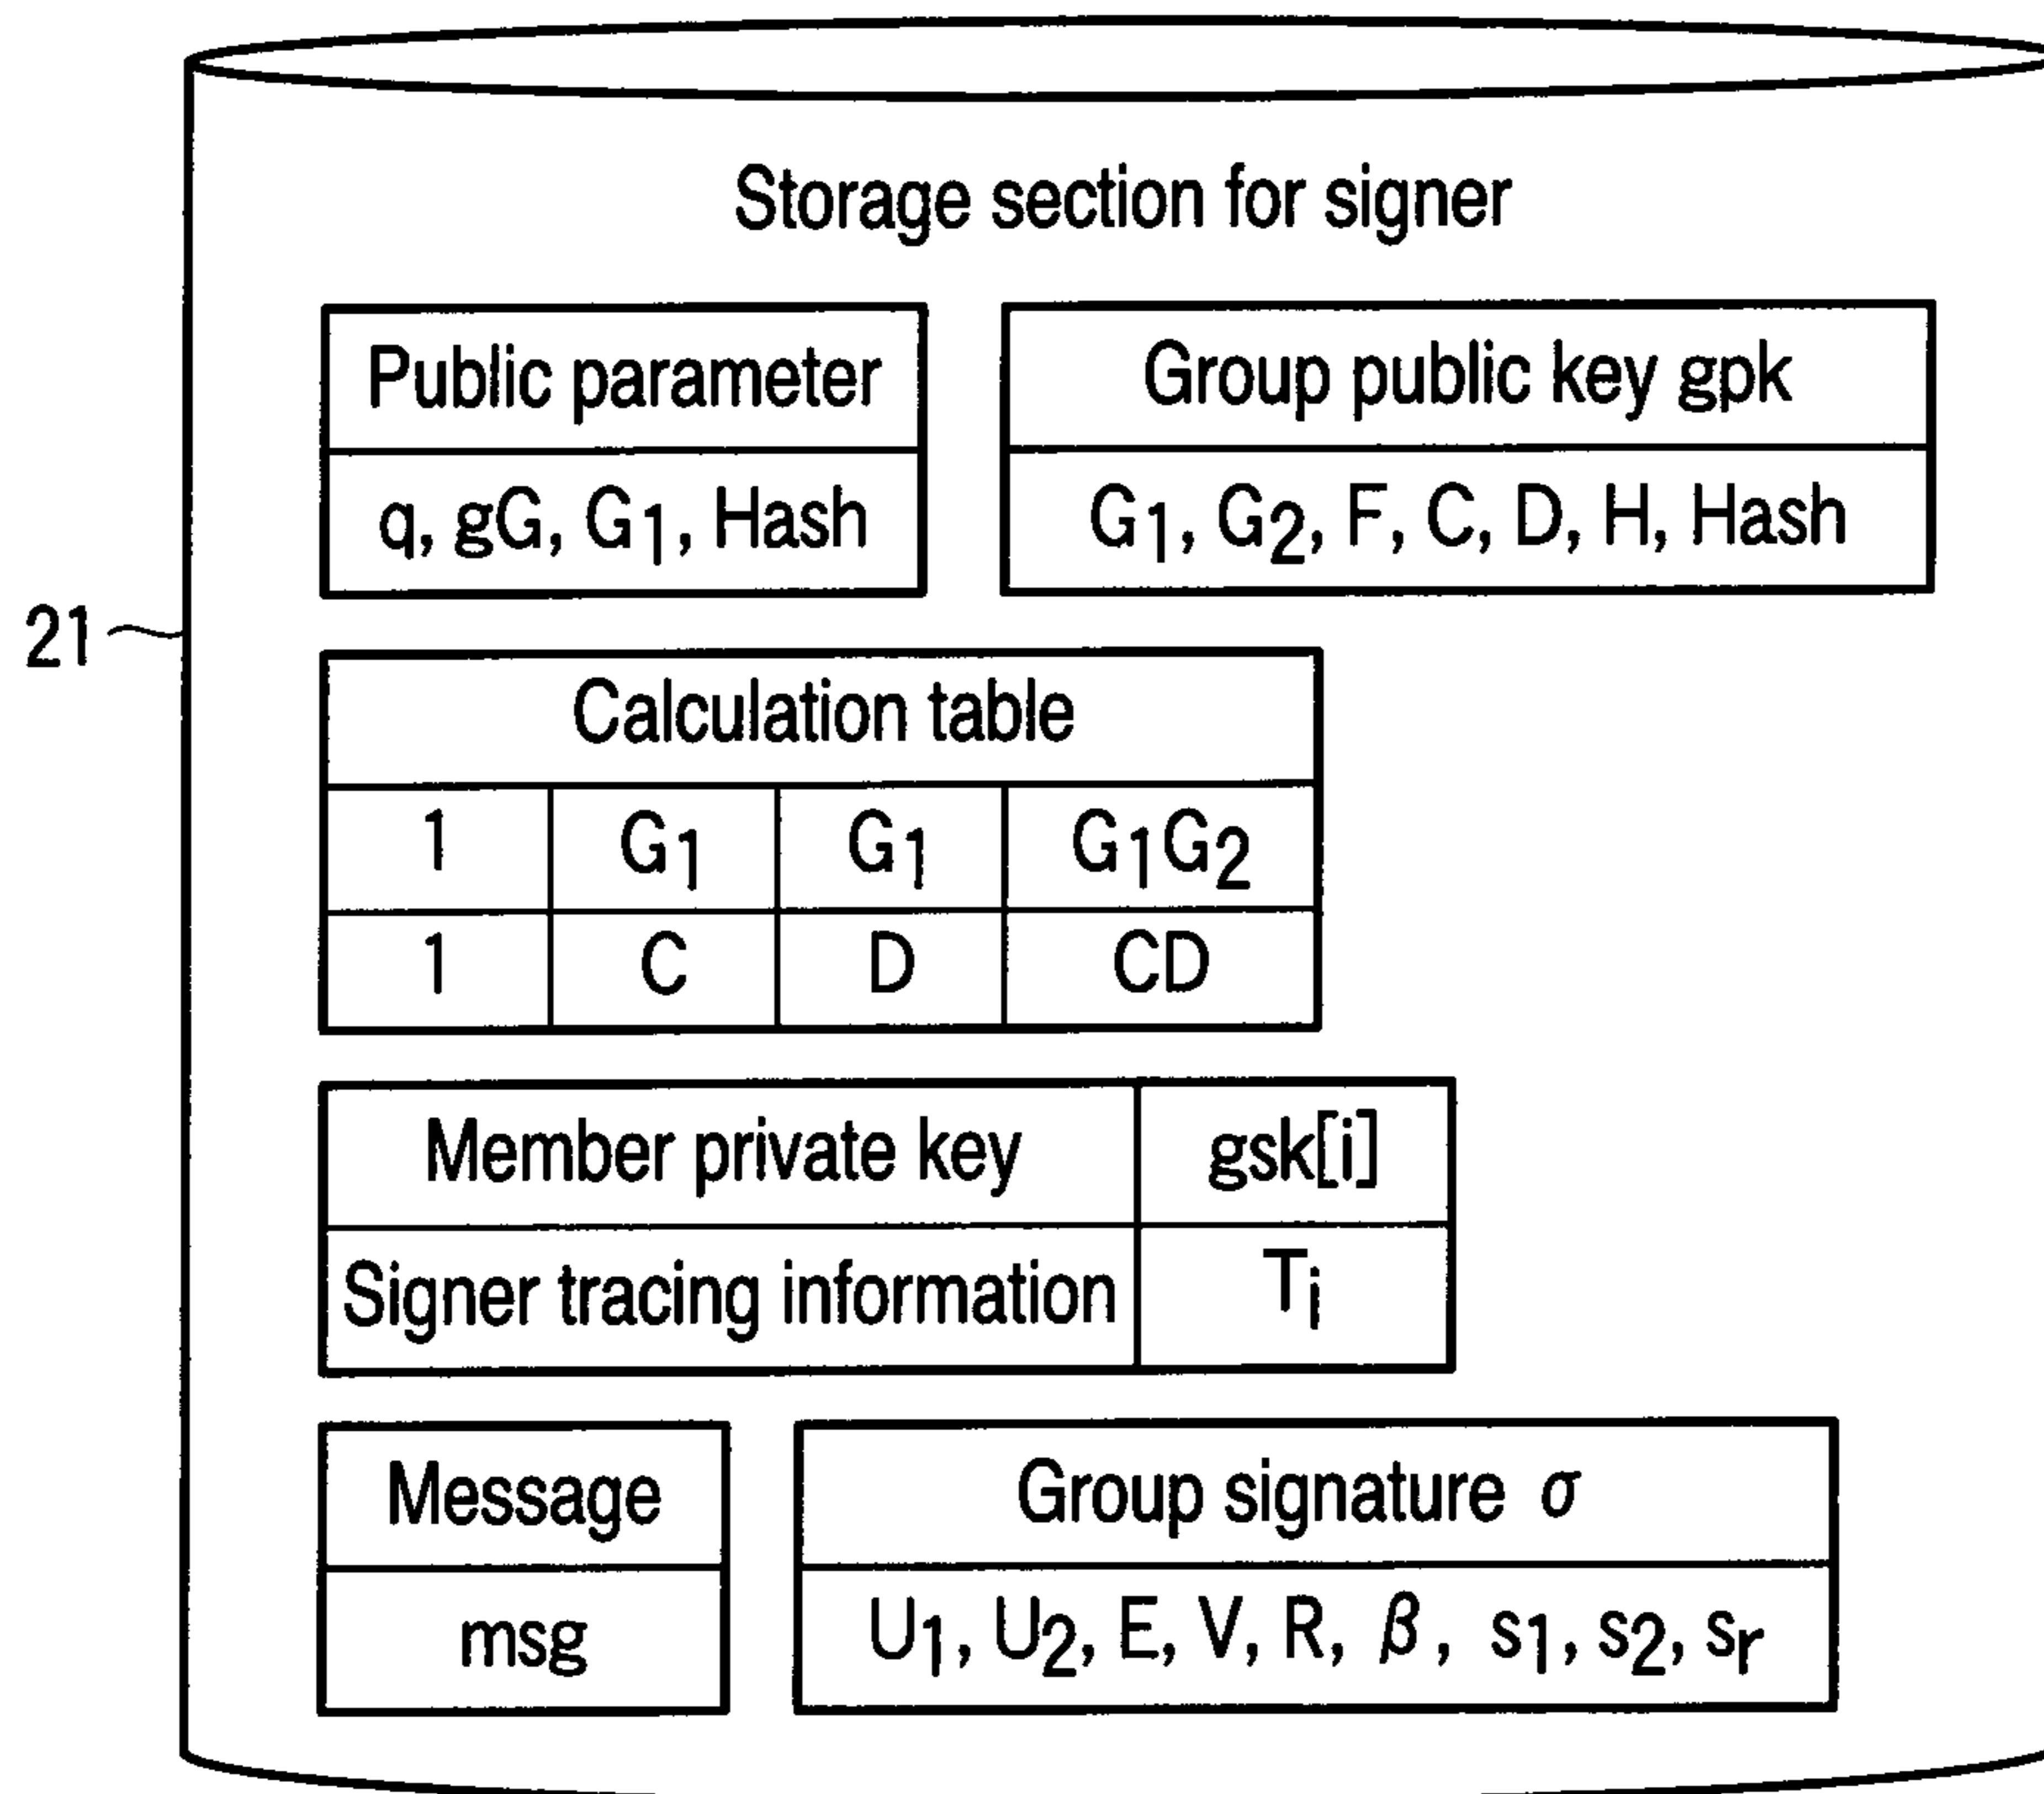 Storage section for signer
Public parameter
Group public key gpk
q, gG, G1, Hash
G1, G2, F, C, D, H, Hash
21
Calculation table
1 G1 G1 G1G2
1 C D CD
Member private key gsk[i]
Signer tracing information Ti
Message
Group signature σ
msg
U1, U2, E, V, R, β, s1, s2, sr